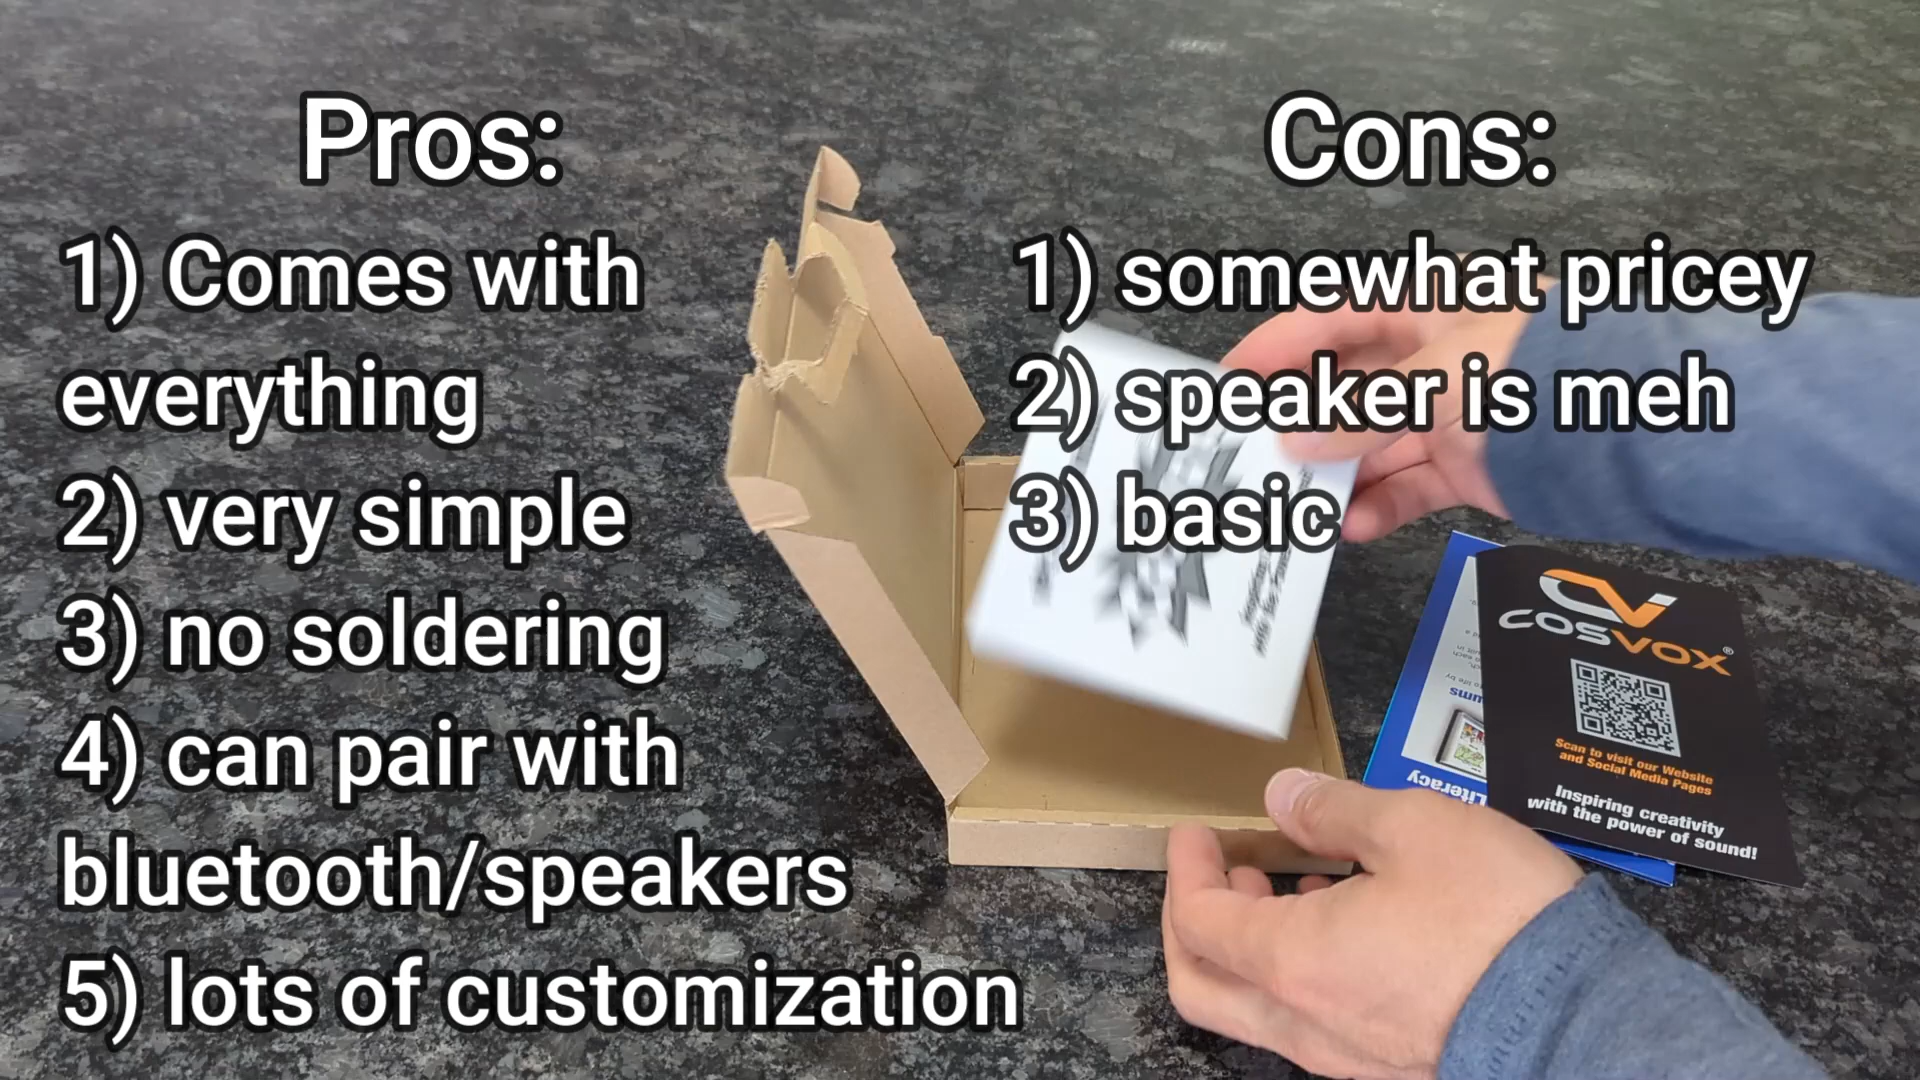 Pros:
1) Comes with
everything
2) very simple
3) no soldering
4) can pair with
bluetooth/speakers
5) lots of customization
Cons:
1) somewhat pricey
2) speaker is meh
3) basic
CV
COSVOX®
Scan to visit our Website
and Social Media Pages
Inspiring creativity
with the power of sound!
Literacy